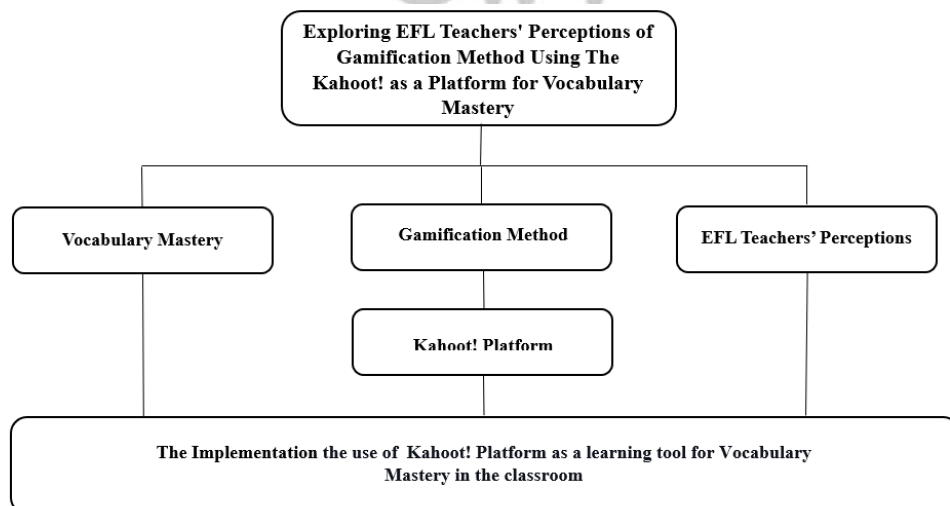 Exploring EFL Teachers' Perceptions of
Gamification Method Using The
Kahoot! as a Platform for Vocabulary
Mastery
Vocabulary Mastery
Gamification Method
EFL Teachers’ Perceptions
Kahoot! Platform
The Implementation the use of Kahoot! Platform as a learning tool for Vocabulary
Mastery in the classroom